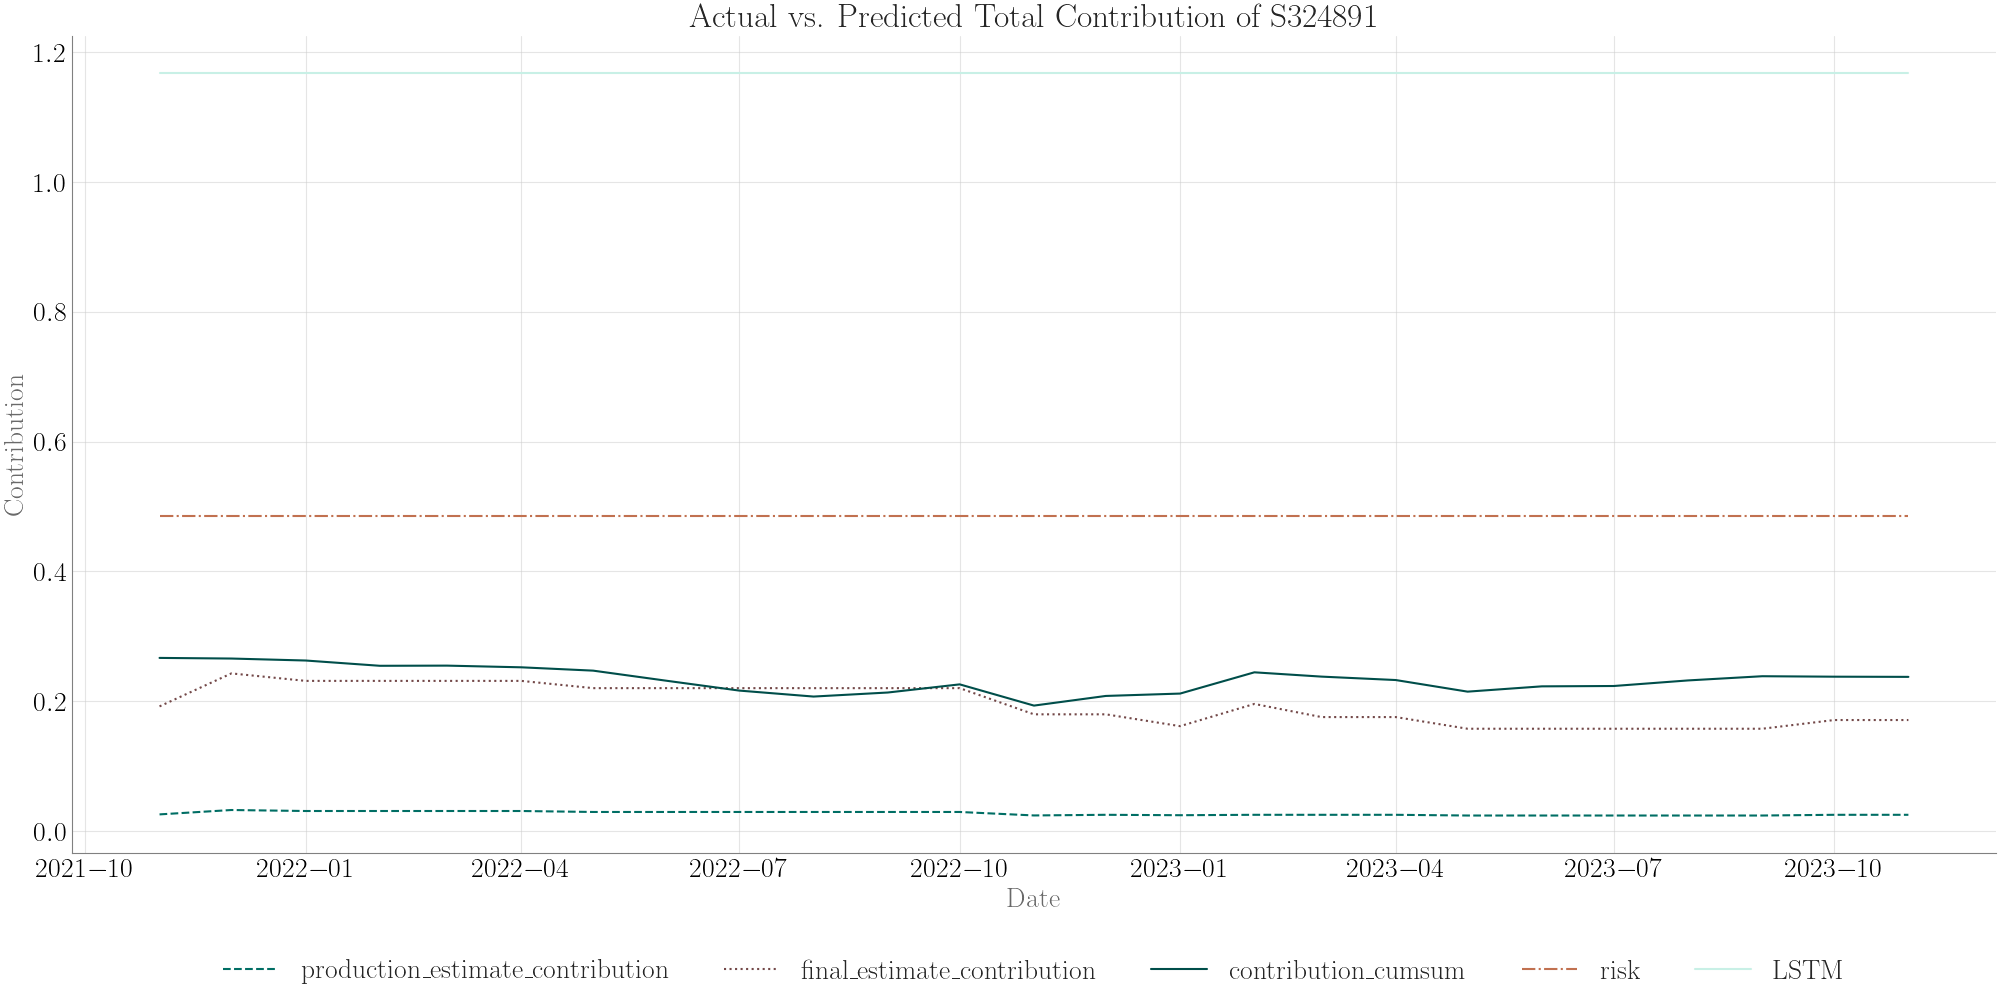 Actual vs. Predicted Total Contribution of S324891
1.2
1.0
0.8
0.6
0.4
0.2
0.0
Contribution
2021−10 2022−01 2022−04 2022−07 2022−10 2023−01 2023−04 2023−07 2023−10
Date
production_estimate_contribution final_estimate_contribution contribution_cumsum risk LSTM